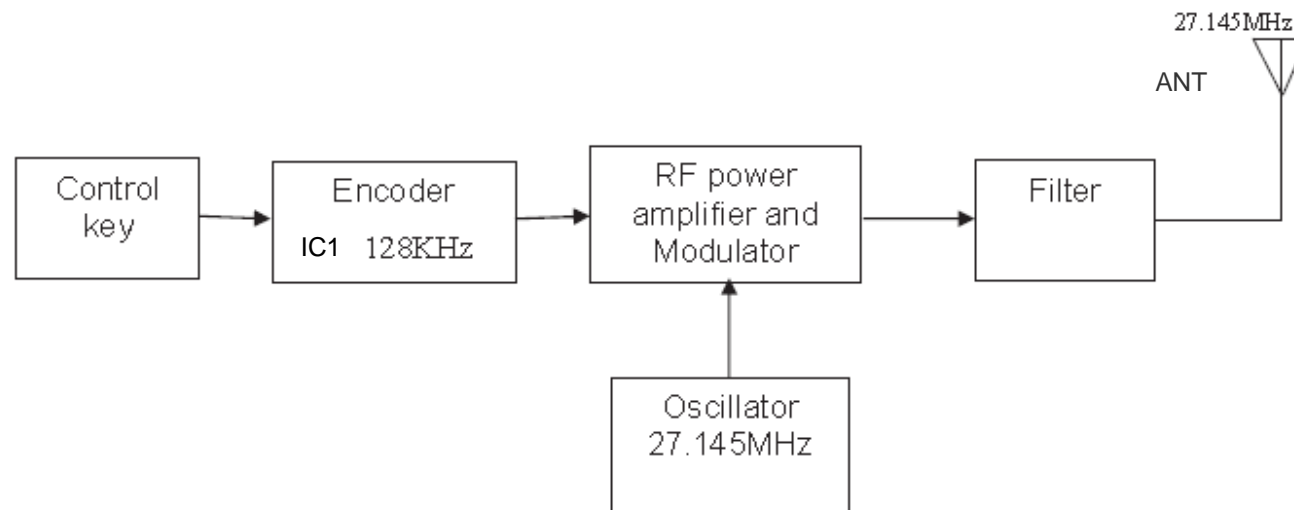 27.145MHz
ANT
Control
key
Encoder
IC1 128KHz
RF power
amplifier and
Modulator
Filter
Oscillator
27.145MHz